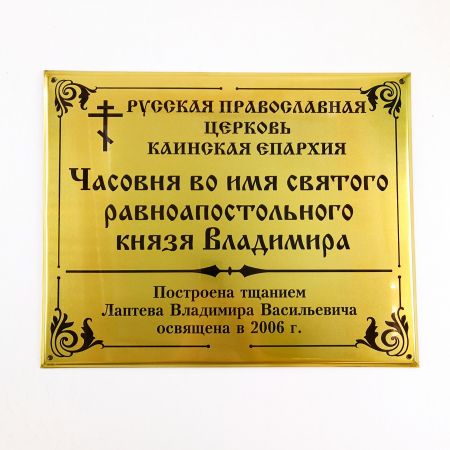 Русская Православная
Церковь
Каинская Епархия
Часовня во имя святого
равноапостольного
князя Владимира
Построена тщанием
Лаптева Владимира Васильевича
освящена в 2006 г.